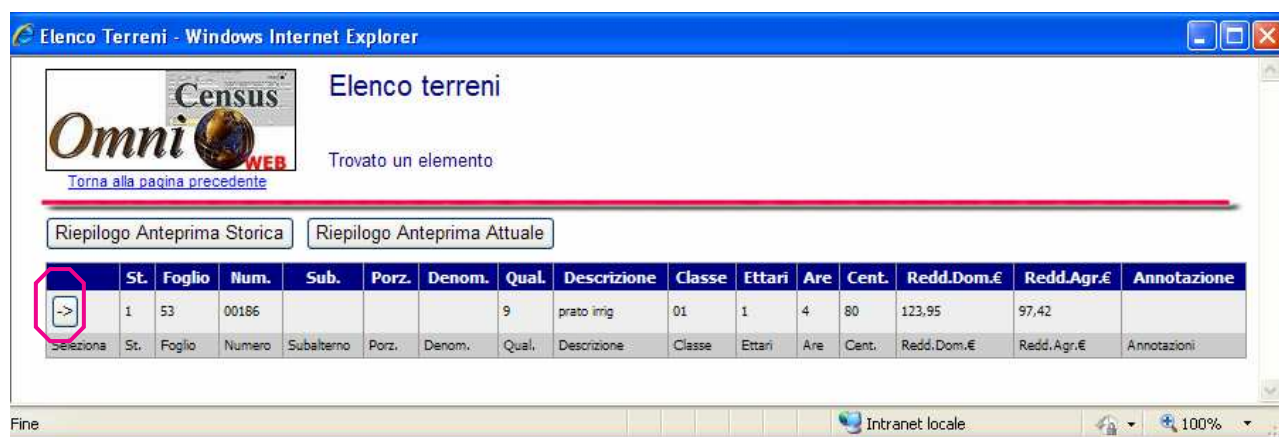 Elenco Terreni - Windows Internet Explorer
Omni Census WEB
Elenco terreni
Trovato un elemento
Torna alla pagina precedente
Riepilogo Anteprima Storica Riepilogo Anteprima Attuale
St. Foglio Num. Sub. Porz. Denom. Qual. Descrizione Classe Ettari Are Cent. Redd.Dom.€ Redd.Agr.€ Annotazione
-> 1 53 00186 9 prato irrig 01 1 4 80 123,95 97,42
Seleziona St. Foglio Numero Subalterno Porz. Denom. Qual. Descrizione Classe Ettari Are Cent. Redd.Dom.€ Redd.Agr.€ Annotazioni
Fine Intranet locale 100%